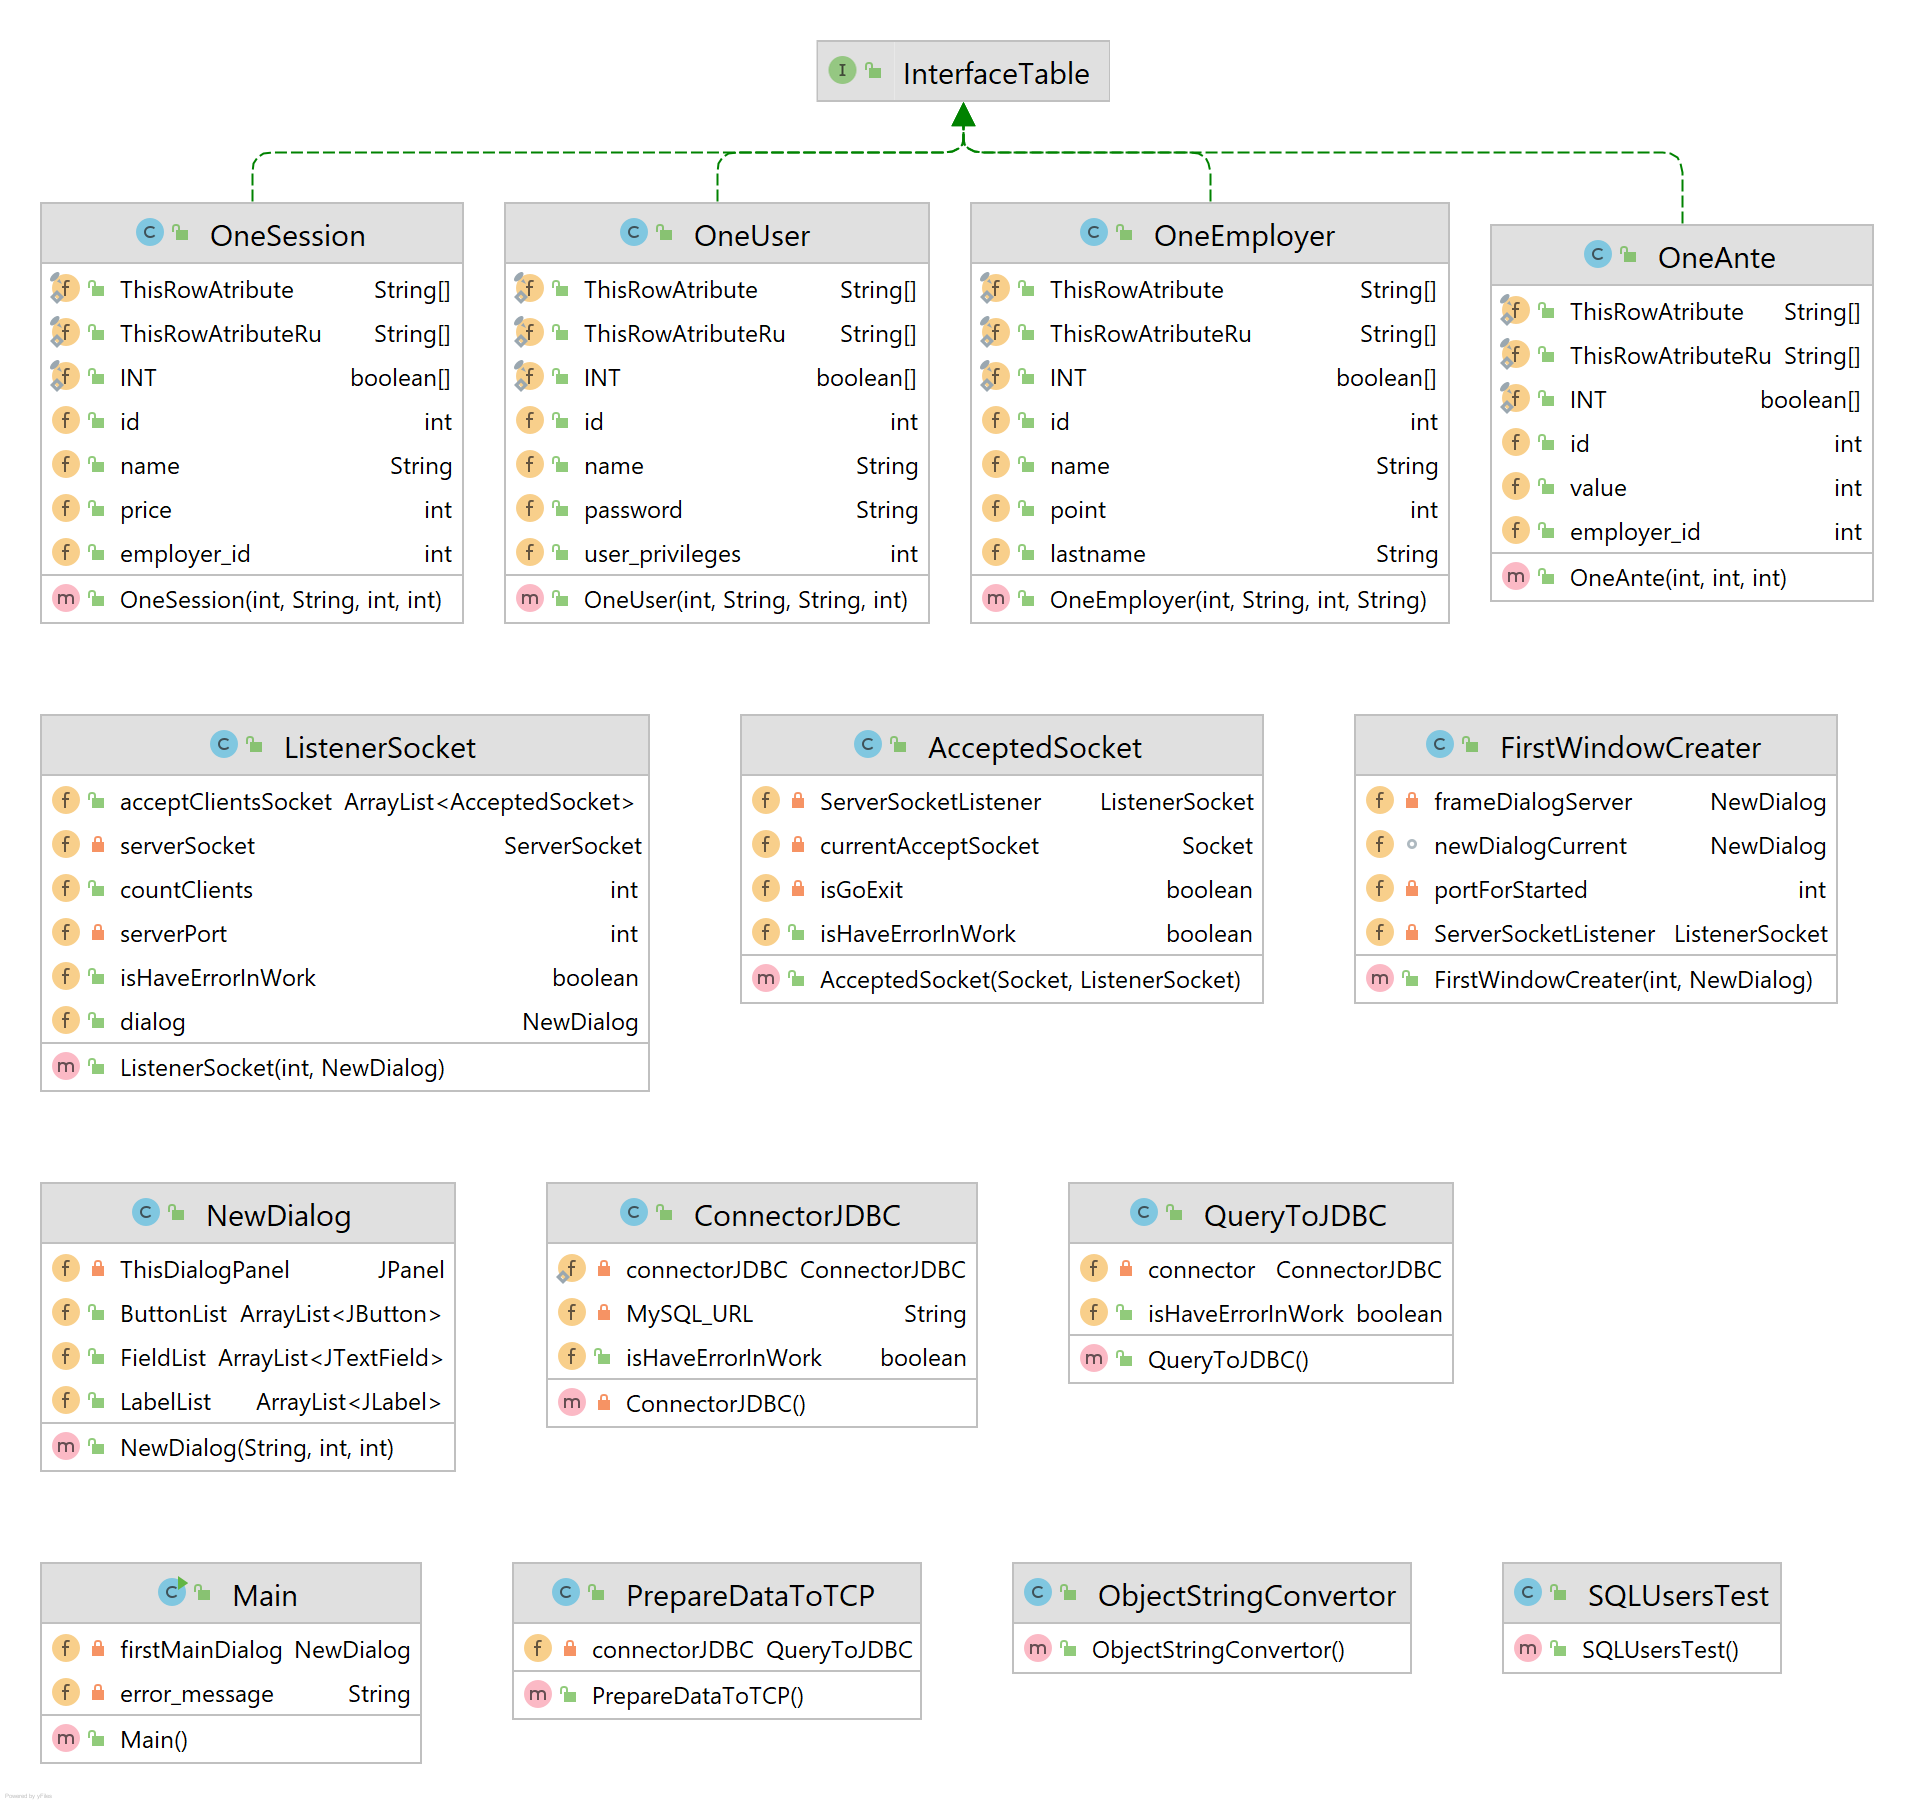 InterfaceTable
OneSession
ThisRowAtribute String[]
ThisRowAtributeRu String[]
INT boolean[]
id int
name String
price int
employer_id int
OneSession(int, String, int, int)
OneUser
ThisRowAtribute String[]
ThisRowAtributeRu String[]
INT boolean[]
id int
name String
password String
user_privileges int
OneUser(int, String, String, int)
OneEmployer
ThisRowAtribute String[]
ThisRowAtributeRu String[]
INT boolean[]
id int
name String
point int
lastname String
OneEmployer(int, String, int, String)
OneAnte
ThisRowAtribute String[]
ThisRowAtributeRu String[]
INT boolean[]
id int
value int
employer_id int
OneAnte(int, int, int)
ListenerSocket
acceptClientsSocket ArrayList<AcceptedSocket>
serverSocket ServerSocket
countClients int
serverPort int
isHaveErrorInWork boolean
dialog NewDialog
ListenerSocket(int, NewDialog)
AcceptedSocket
ServerSocketListener ListenerSocket
currentAcceptSocket Socket
isGoExit boolean
isHaveErrorInWork boolean
AcceptedSocket(Socket, ListenerSocket)
FirstWindowCreater
frameDialogServer NewDialog
newDialogCurrent NewDialog
portForStarted int
ServerSocketListener ListenerSocket
FirstWindowCreater(int, NewDialog)
NewDialog
ThisDialogPanel JPanel
ButtonList ArrayList<JButton>
FieldList ArrayList<JTextField>
LabelList ArrayList<JLabel>
NewDialog(String, int, int)
ConnectorJDBC
connectorJDBC ConnectorJDBC
MySQL_URL String
isHaveErrorInWork boolean
ConnectorJDBC()
QueryToJDBC
connector ConnectorJDBC
isHaveErrorInWork boolean
QueryToJDBC()
Main
firstMainDialog NewDialog
error_message String
Main()
PrepareDataToTCP
connectorJDBC QueryToJDBC
PrepareDataToTCP()
ObjectStringConvertor
ObjectStringConvertor()
SQLUsersTest
SQLUsersTest()
Powered by yFiles